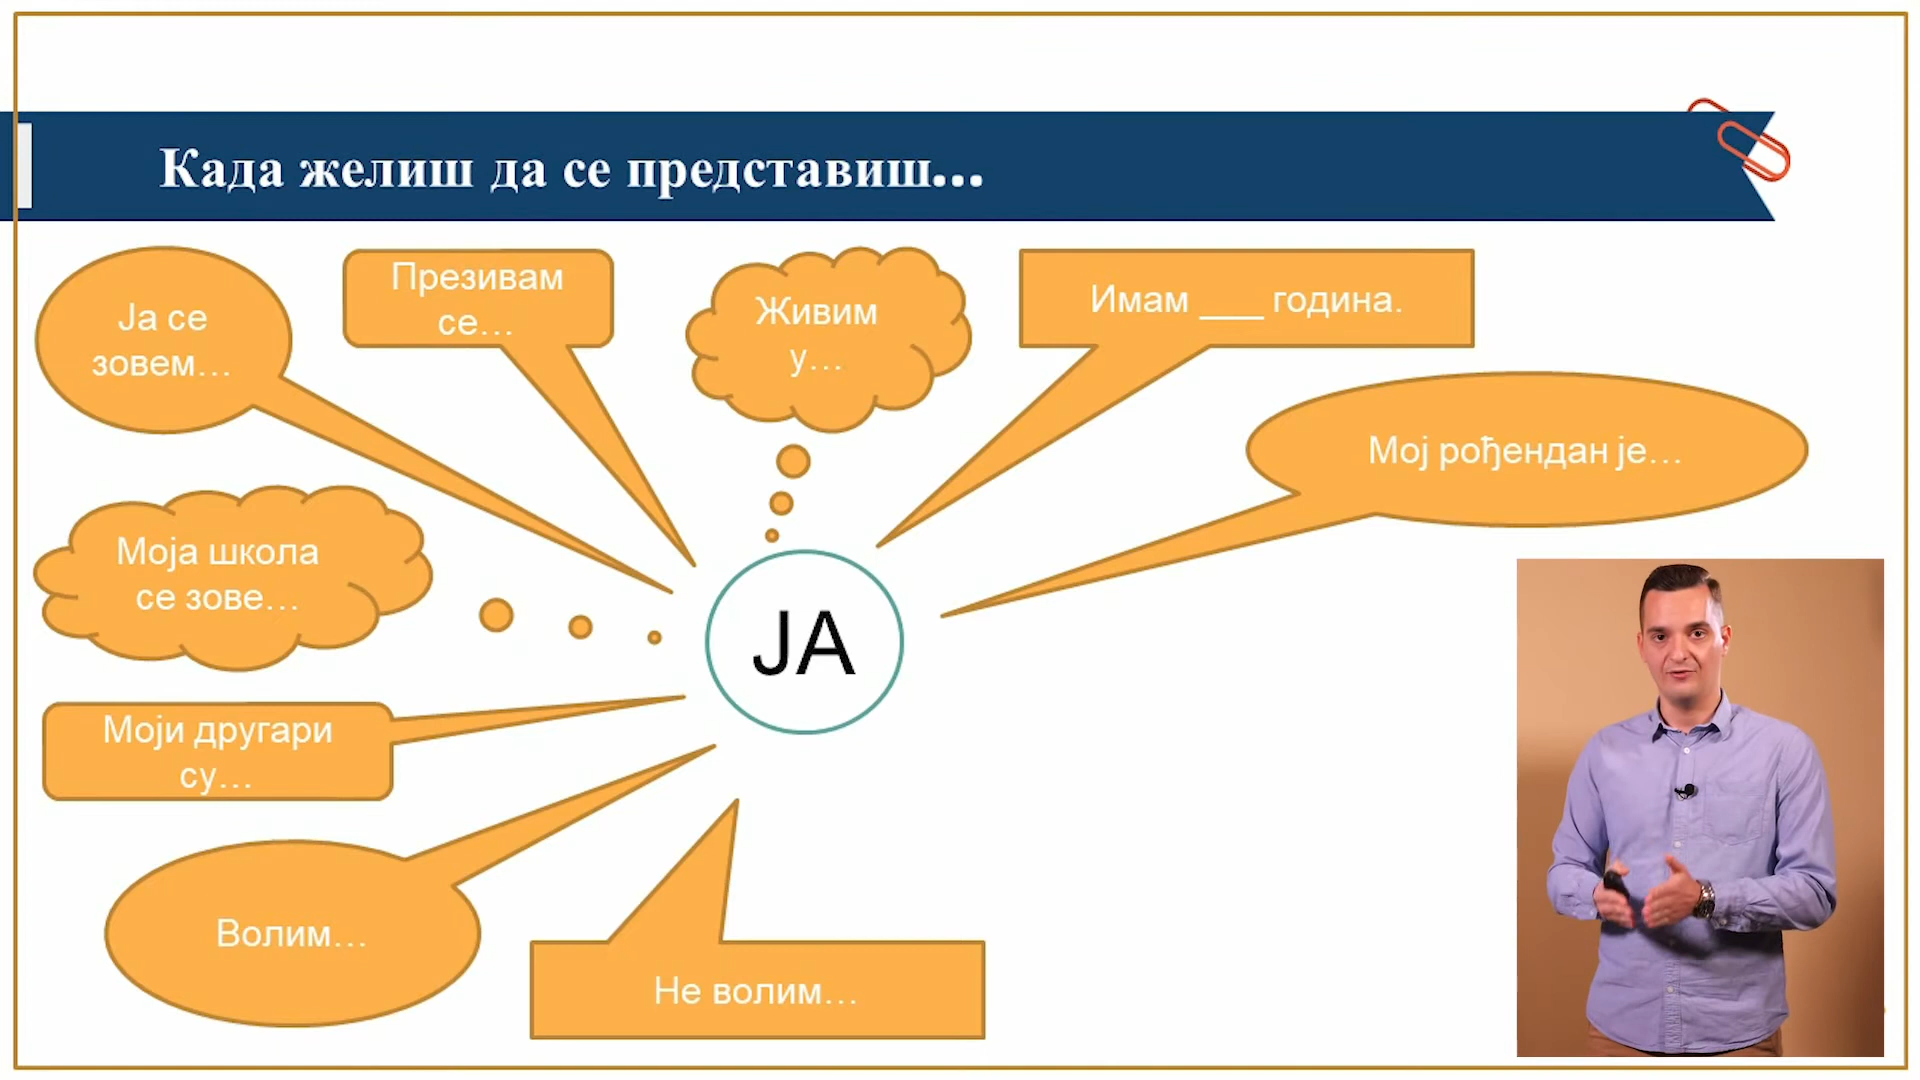 Када желиш да се представиш...
Ја се
зовем...
Презивам
се...
Живим
у...
Имам ___ година.
Мој рођендан је...
Моја школа
се зове...
ЈА
Моји другари
су...
Волим...
Не волим...